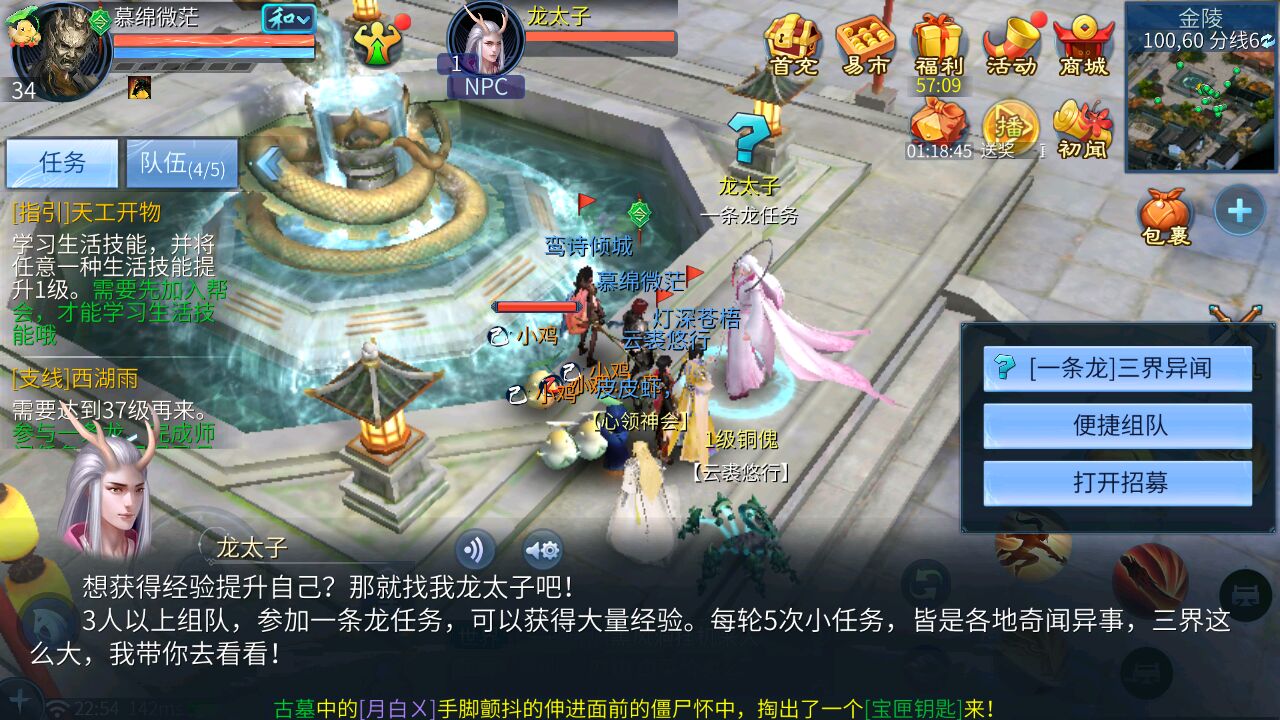 慕绵微茫
和
34
龙太子
1
NPC
首充
易市
福利
57:09
活动
商城
金陵
100,60 分线6
01:18:45
播
送奖
初闻
包裹
任务
队伍(4/5)
[指引]天工开物
学习生活技能，并将
任意一种生活技能提
升1级。需要先加入帮
会，才能学习生活技
能哦
[支线]西湖雨
需要达到37级再来。
龙太子
一条龙任务
鸾诗倾城
慕绵微茫
灯深苍梧
云裘悠行
小鸡
小鸡
小鸡
皮皮虾
【心领神会】
1级铜傀
【云裘悠行】
[一条龙]三界异闻
便捷组队
打开招募
龙太子
想获得经验提升自己？那就找我龙太子吧！
3人以上组队，参加一条龙任务，可以获得大量经验。每轮5次小任务，皆是各地奇闻异事，三界这
么大，我带你去看看！
22:54 142ms
古墓中的[月白㐅]手脚颤抖的伸进面前的僵尸怀中，掏出了一个[宝匣钥匙]来！